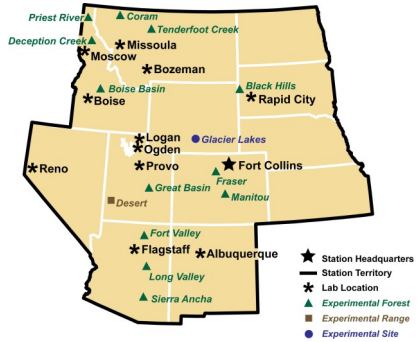 Priest River
Coram
Tenderfoot Creek
Deception Creek
Missoula
Moscow
Bozeman
Boise Basin
Black Hills
Boise
Rapid City
Logan
Glacier Lakes
Ogden
Reno
Provo
Fort Collins
Fraser
Great Basin
Manitou
Desert
Fort Valley
Flagstaff
Albuquerque
Long Valley
Sierra Ancha
Station Headquarters
Station Territory
Lab Location
Experimental Forest
Experimental Range
Experimental Site